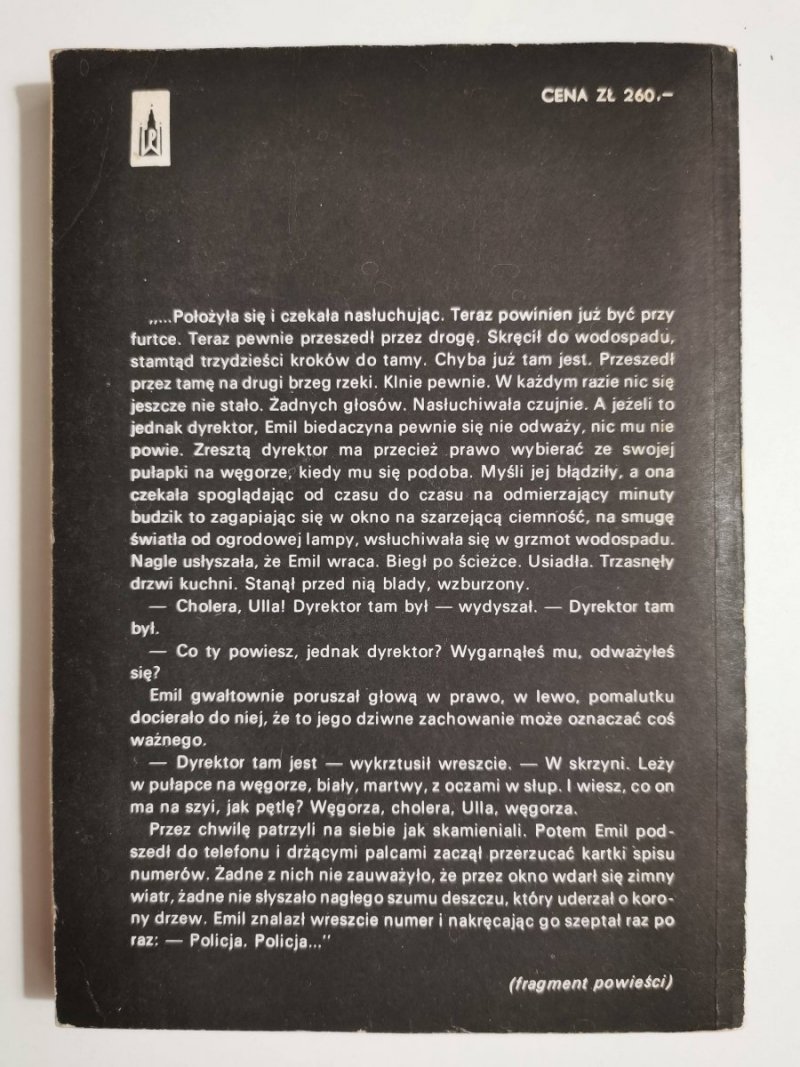 CENA ZŁ 260,-
„...Położyła się i czekała nasłuchując. Teraz powinien już być przy
furtce. Teraz pewnie przeszedł przez drogę. Skręcił do wodospadu,
stamtąd trzydzieści kroków do tamy. Chyba już tam jest. Przeszedł
przez tamę na drugi brzeg rzeki. Klnie pewnie. W każdym razie nic się
jeszcze nie stało. Żadnych głosów. Nasłuchiwała czujnie. A jeżeli to
jednak dyrektor, Emil biedaczyna pewnie się nie odważy, nic mu nie
powie. Zresztą dyrektor ma przecież prawo wybierać ze swojej
pułapki na węgorze, kiedy mu się podoba. Myśli jej błądziły, a ona
czekała spoglądając od czasu do czasu na odmierzający minuty
budzik to zagapiając się w okno na szarzejącą ciemność, na smugę
światła od ogrodowej lampy, wsłuchiwała się w grzmot wodospadu.
Nagle usłyszała, że Emil wraca. Biegł po ścieżce. Usiadła. Trzasnęły
drzwi kuchni. Stanął przed nią blady, wzburzony.
— Cholera, Ulla! Dyrektor tam był — wydyszał. — Dyrektor tam
był.
— Co ty powiesz, jednak dyrektor? Wygarnąłeś mu, odważyłeś
się?
Emil gwałtownie poruszał głową w prawo, w lewo, pomalutku
docierało do niej, że to jego dziwne zachowanie może oznaczać coś
ważnego.
— Dyrektor tam jest — wykrztusił wreszcie. — W skrzyni. Leży
w pułapce na węgorze, biały, martwy, z oczami w słup. I wiesz, co on
ma na szyi, jak pętlę? Węgorza, cholera, Ulla, węgorza.
Przez chwilę patrzyli na siebie jak skamieniali. Potem Emil pod-
szedł do telefonu i drżącymi palcami zaczął przerzucać kartki spisu
numerów. Żadne z nich nie zauważyło, że przez okno wdarł się zimny
wiatr, żadne nie słyszało nagłego szumu deszczu, który uderzał o koro-
ny drzew. Emil znalazł wreszcie numer i nakręcając go szeptał raz po
raz: — Policja. Policja...”
(fragment powieści)